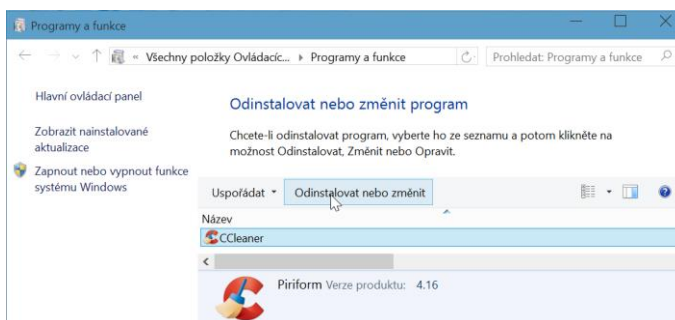 Programy a funkce
« Všechny položky Ovládacíc... ▸ Programy a funkce
Prohledat: Programy a funkce
Hlavní ovládací panel
Zobrazit nainstalované
aktualizace
Zapnout nebo vypnout funkce
systému Windows
Odinstalovat nebo změnit program
Chcete-li odinstalovat program, vyberte ho ze seznamu a potom klikněte na
možnost Odinstalovat, Změnit nebo Opravit.
Uspořádat Odinstalovat nebo změnit
Název
CCleaner
Piriform Verze produktu: 4.16